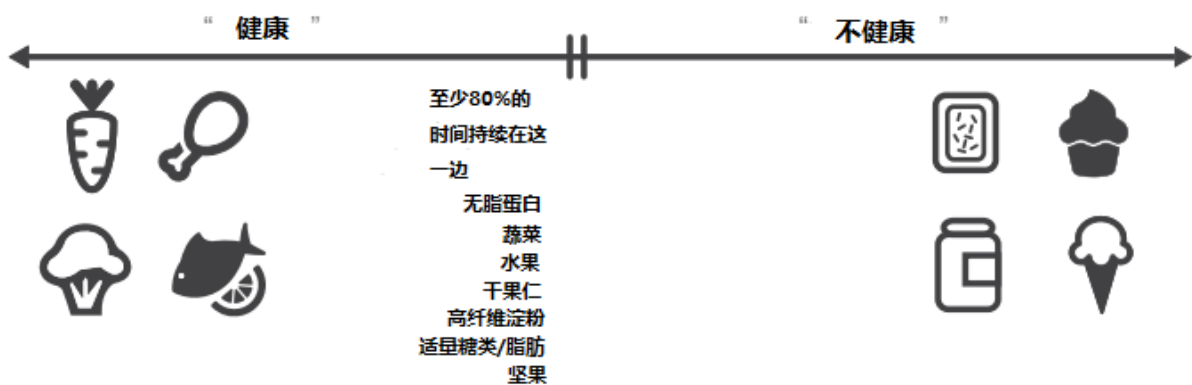 “ 健康 ”
“ 不健康 ”
至少80%的
时间持续在这
一边
无脂蛋白
蔬菜
水果
干果仁
高纤维淀粉
适量糖类/脂肪
坚果